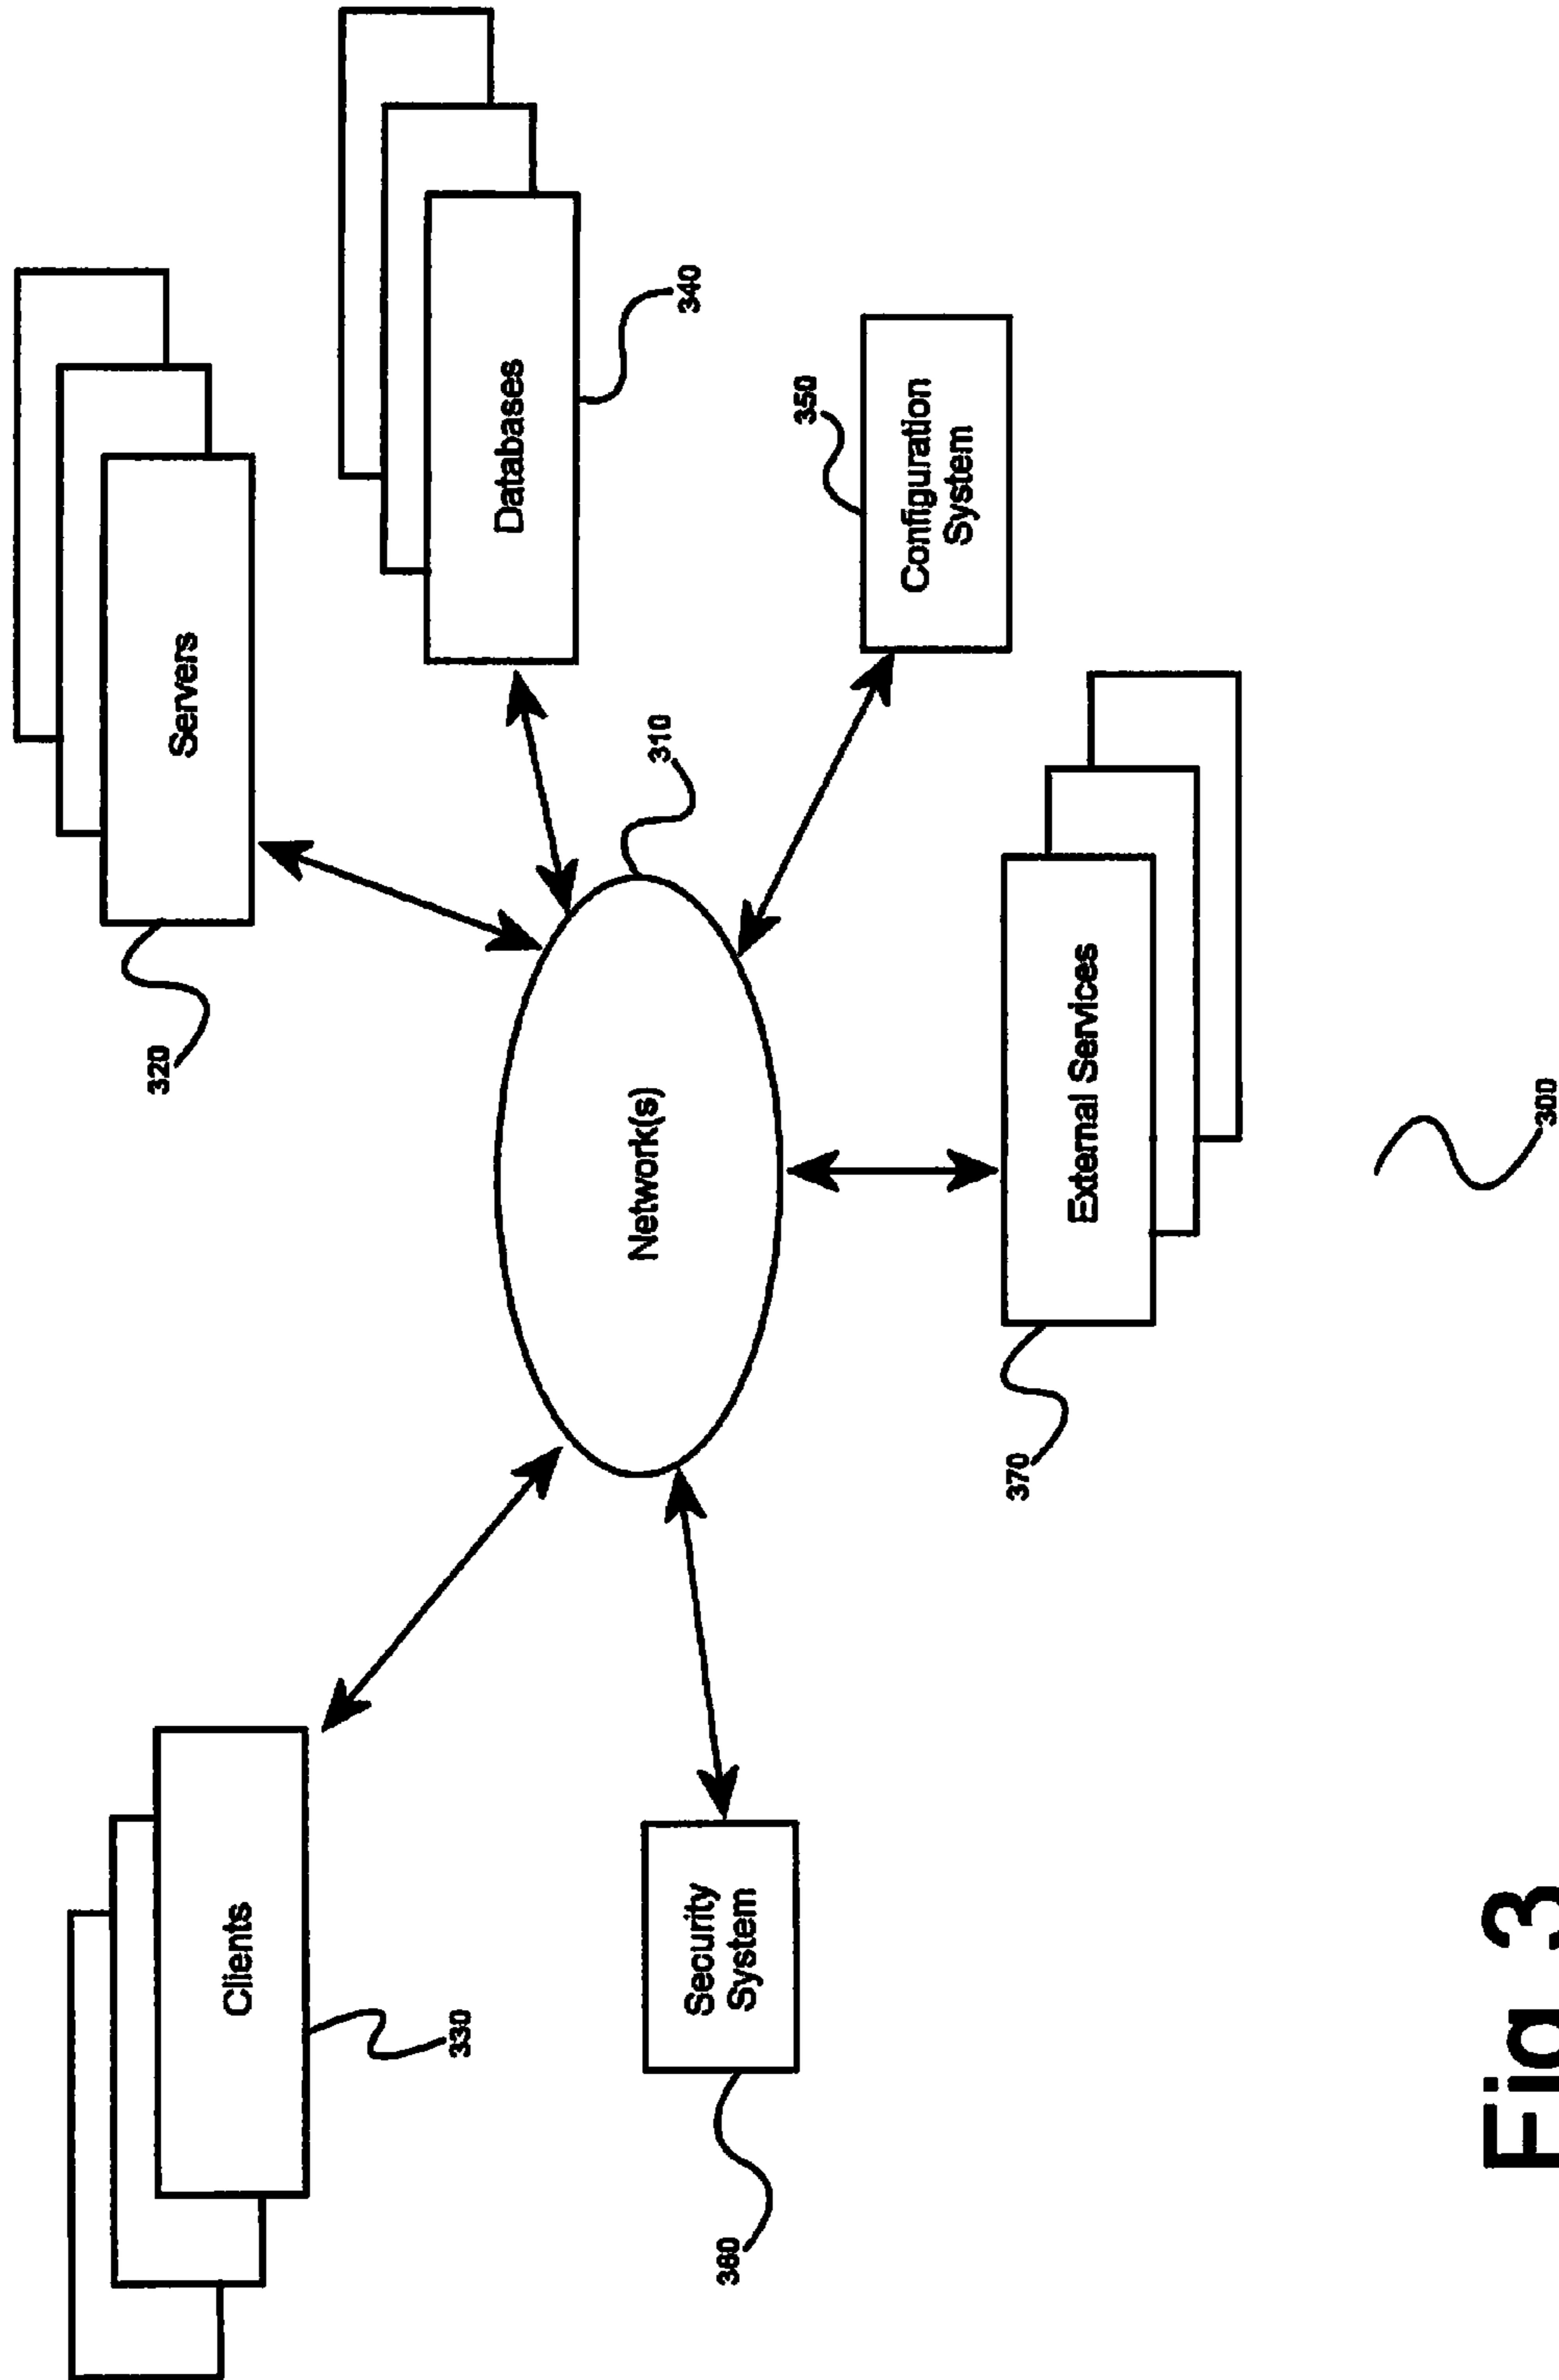 Clients
330
Servers
320
Databases
340
Network(s)
310
Security
System
360
350
Configuration
System
370
External Services
300
Fig 3